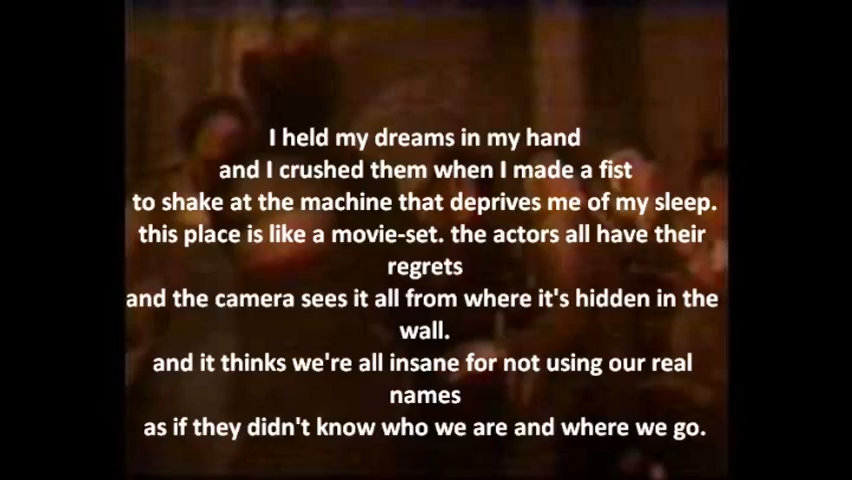 I held my dreams in my hand
and I crushed them when I made a fist
to shake at the machine that deprives me of my sleep.
this place is like a movie-set. the actors all have their
regrets
and the camera sees it all from where it's hidden in the
wall.
and it thinks we're all insane for not using our real
names
as if they didn't know who we are and where we go.